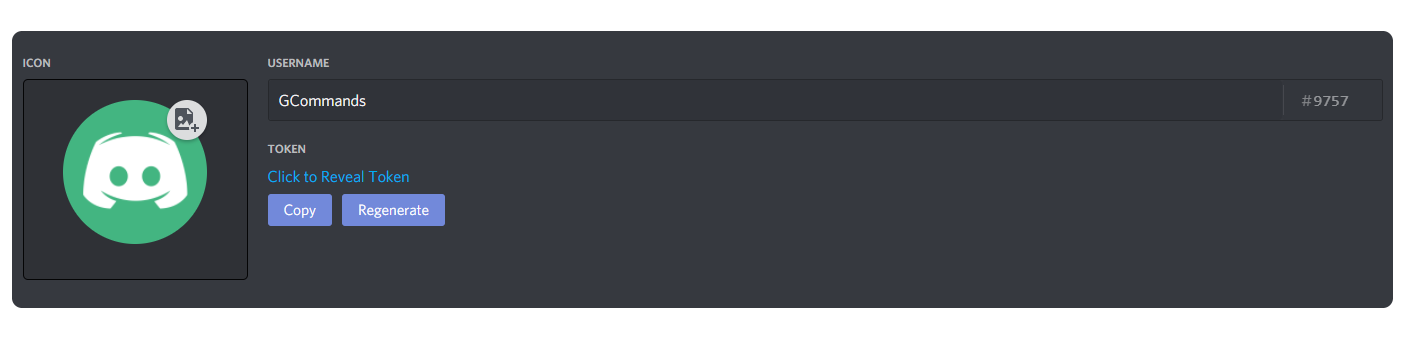 ICON
USERNAME
GCommands
#9757
TOKEN
Click to Reveal Token
Copy
Regenerate